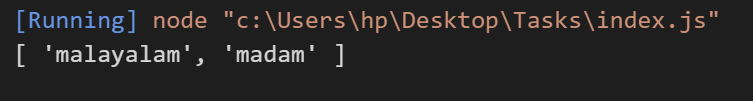 [Running] node "c:\Users\hp\Desktop\Tasks\index.js"
[ 'malayalam', 'madam' ]